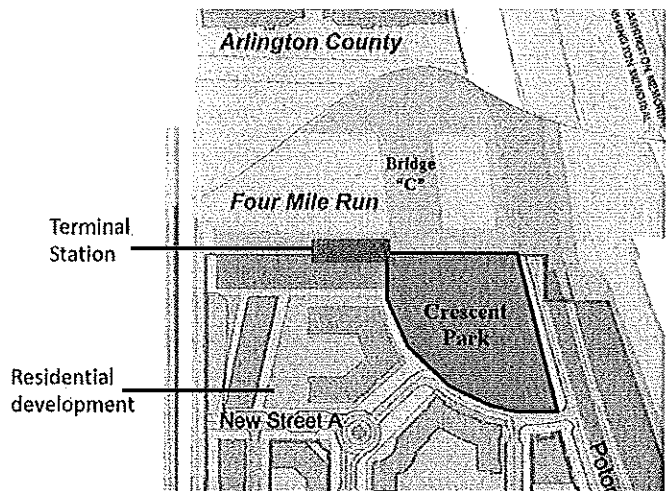 Arlington County
Bridge
"C"
Four Mile Run
Terminal
Station
Crescent
Park
Residential
development
New Street A
Poto